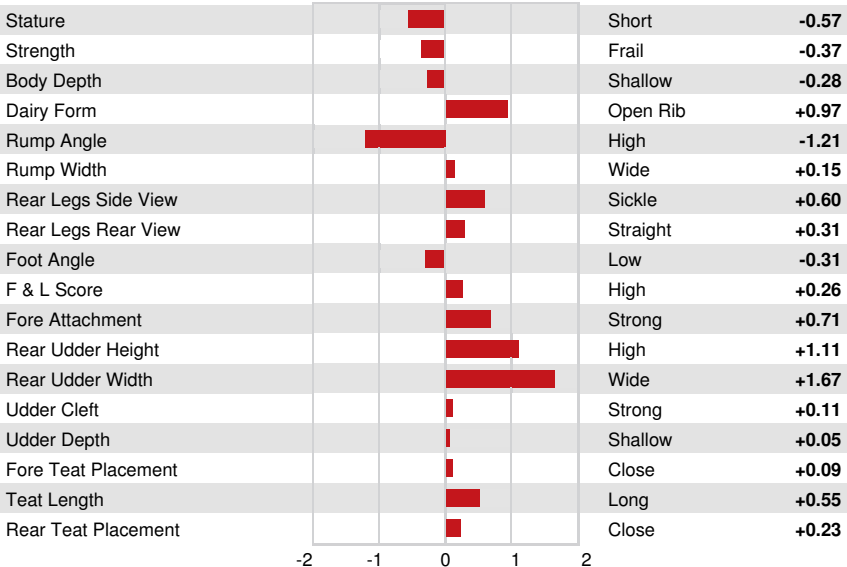 Stature Short -0.57
Strength Frail -0.37
Body Depth Shallow -0.28
Dairy Form Open Rib +0.97
Rump Angle High -1.21
Rump Width Wide +0.15
Rear Legs Side View Sickle +0.60
Rear Legs Rear View Straight +0.31
Foot Angle Low -0.31
F & L Score High +0.26
Fore Attachment Strong +0.71
Rear Udder Height High +1.11
Rear Udder Width Wide +1.67
Udder Cleft Strong +0.11
Udder Depth Shallow +0.05
Fore Teat Placement Close +0.09
Teat Length Long +0.55
Rear Teat Placement Close +0.23
-2 -1 0 1 2